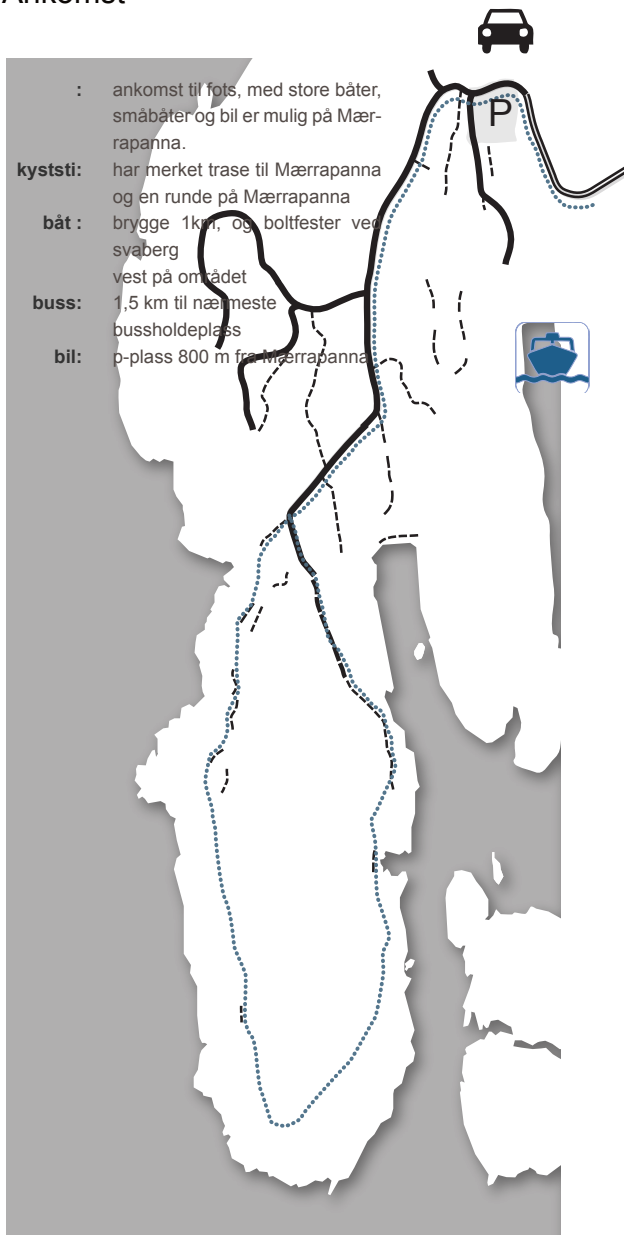 Ankomst
: ankomst til fots, med store båter,
småbåter og bil er mulig på Mær-
rapanna.
kyststi: har merket trase til Mærrapanna
og en runde på Mærrapanna
båt : brygge 1km, og boltfester ved
svaberg
vest på området
buss: 1,5 km til nærmeste
bussholdeplass
bil: p-plass 800 m fra Mærrapanna
P